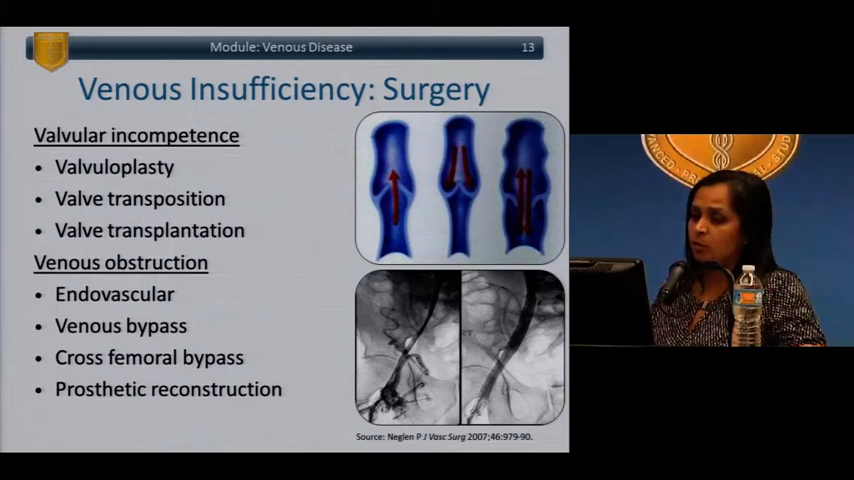 Module: Venous Disease 13
Venous Insufficiency: Surgery
Valvular incompetence
• Valvuloplasty
• Valve transposition
• Valve transplantation
Venous obstruction
• Endovascular
• Venous bypass
• Cross femoral bypass
• Prosthetic reconstruction
Source: Neglen P J Vasc Surg 2007;46:979-90.